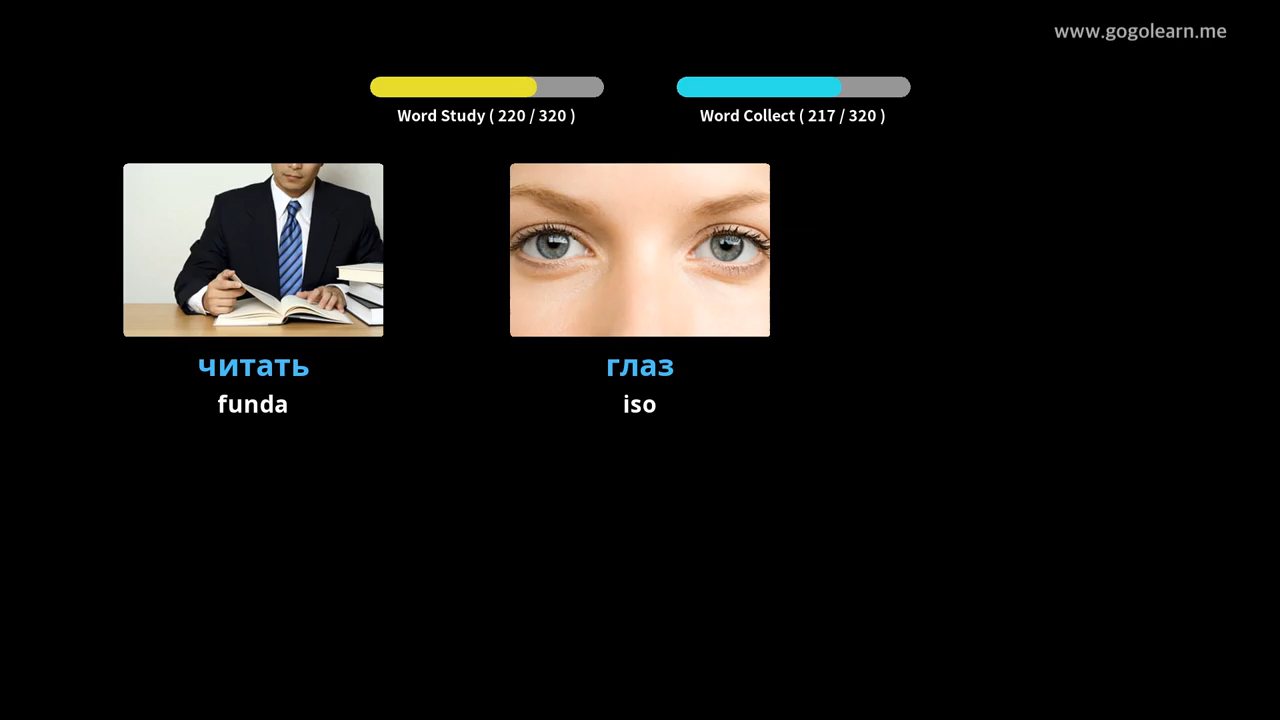 www.gogolearn.me
Word Study ( 220 / 320 )
Word Collect ( 217 / 320 )
читать
funda
глаз
iso